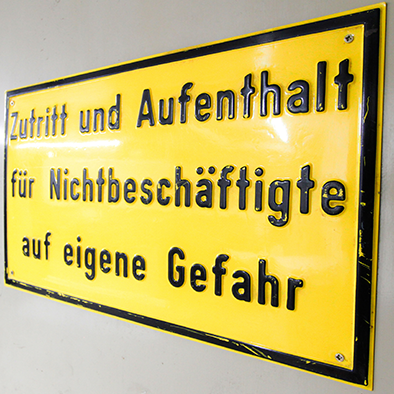 Zutritt und Aufenthalt
für Nichtbeschäftigte
auf eigene Gefahr